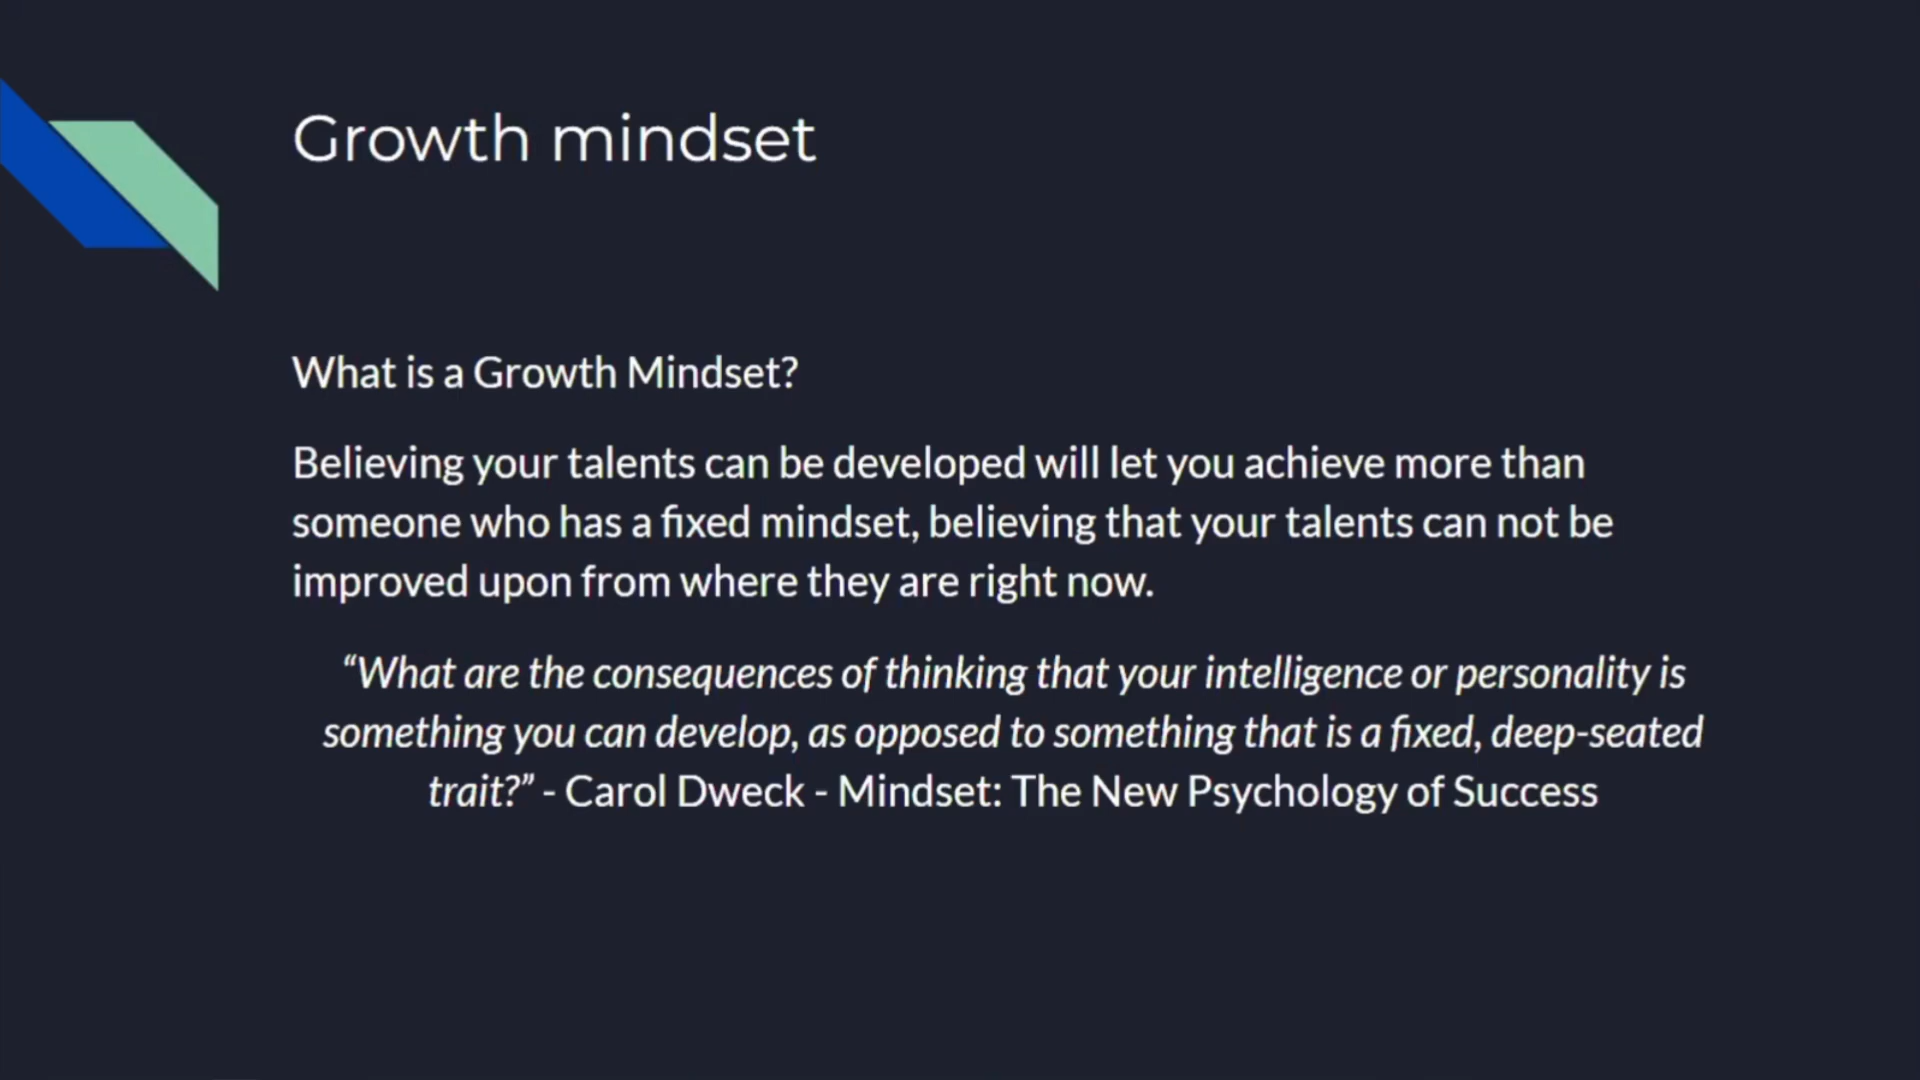 Growth mindset
What is a Growth Mindset?
Believing your talents can be developed will let you achieve more than
someone who has a fixed mindset, believing that your talents can not be
improved upon from where they are right now.
“What are the consequences of thinking that your intelligence or personality is
something you can develop, as opposed to something that is a fixed, deep-seated
trait?” - Carol Dweck - Mindset: The New Psychology of Success